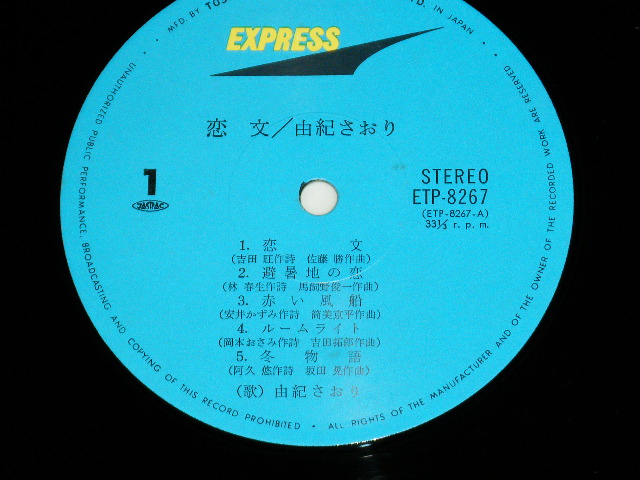 MFD. BY TOS
D. IN JAPAN
EXPRESS
恋 文／由紀さおり
1
JASRAC
STEREO
ETP-8267
(ETP-8267-A)
33⅓ r. p. m.
1. 恋 文
(吉田 旺作詩 佐藤 勝作曲)
2. 避暑地の恋
(林 春生作詩 馬飼野俊一作曲)
3. 赤い風船
(安井かずみ作詩 筒美京平作曲)
4. ルームライト
(岡本おさみ作詩 吉田拓郎作曲)
5. 冬 物 語
(阿久 悠作詩 坂田 晃作曲)
(歌) 由紀さおり
UNAUTHORIZED PUBLIC PERFORMANCE, BROADCASTING AND COPYING OF THIS RECORD PROHIBITED • ALL RIGHTS OF THE MANUFACTURER AND OF THE OWNER OF THE RECORDED WORK ARE RESERVED